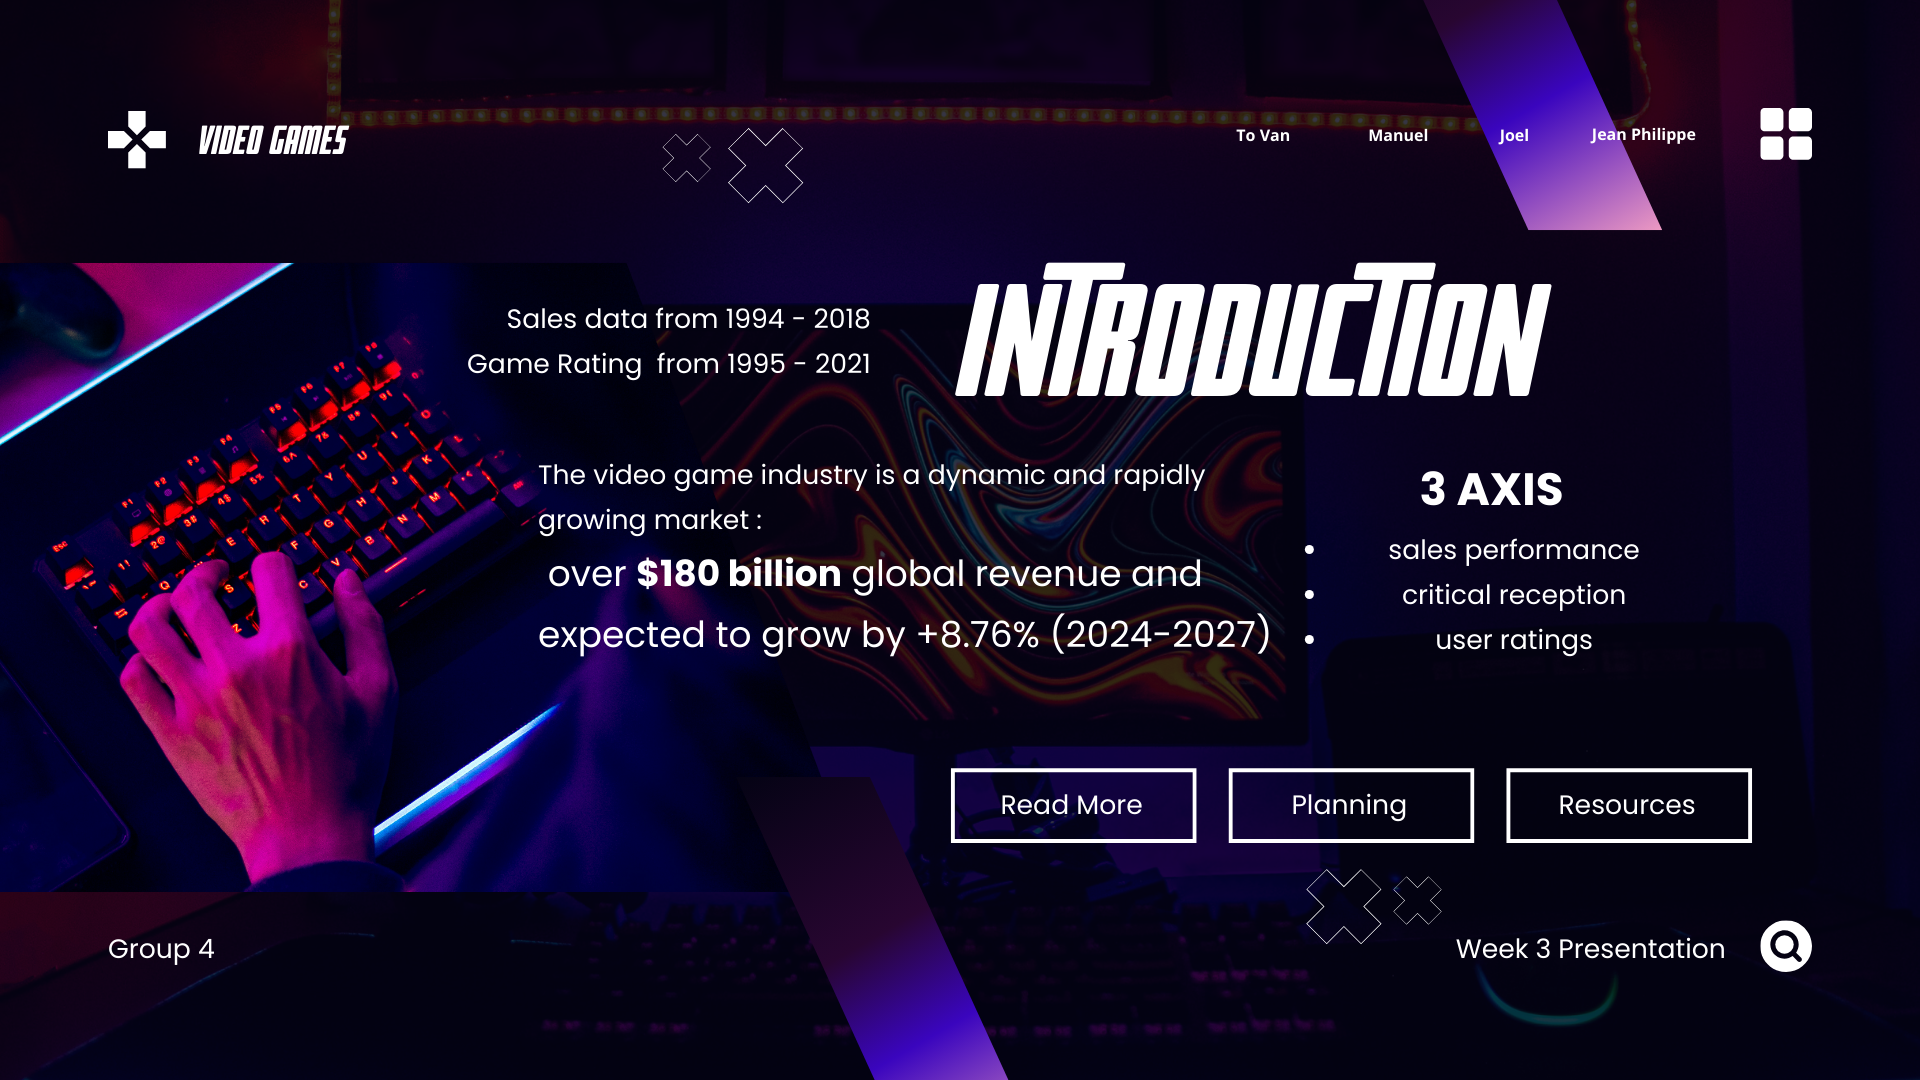 VIDEO GAMES
To Van
Manuel
Joel
Jean Philippe
INTRODUCTION
Sales data from 1994 - 2018
Game Rating  from 1995 - 2021
The video game industry is a dynamic and rapidly
growing market :
over $180 billion global revenue and
expected to grow by +8.76% (2024-2027)
3 AXIS
• sales performance
• critical reception
• user ratings
Read More
Planning
Resources
Group 4
Week 3 Presentation